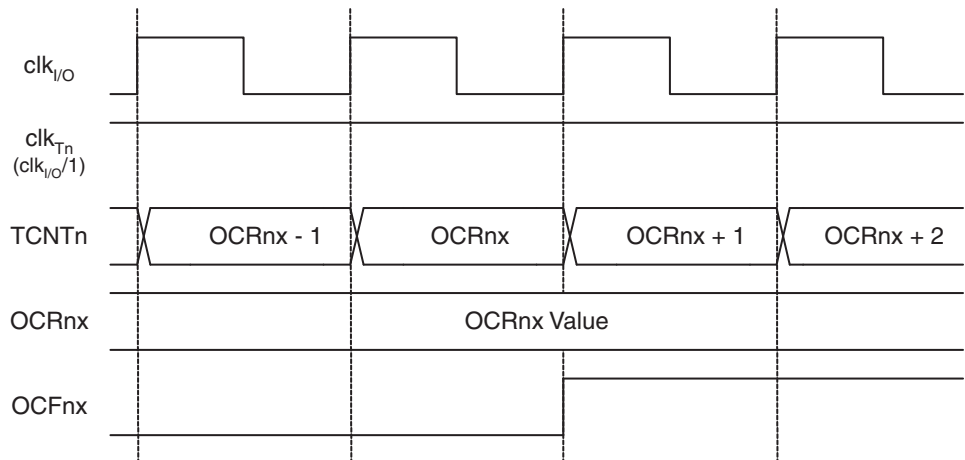 clkI/O
clkTn
(clkI/O/1)
TCNTn OCRnx - 1 OCRnx OCRnx + 1 OCRnx + 2
OCRnx OCRnx Value
OCFnx